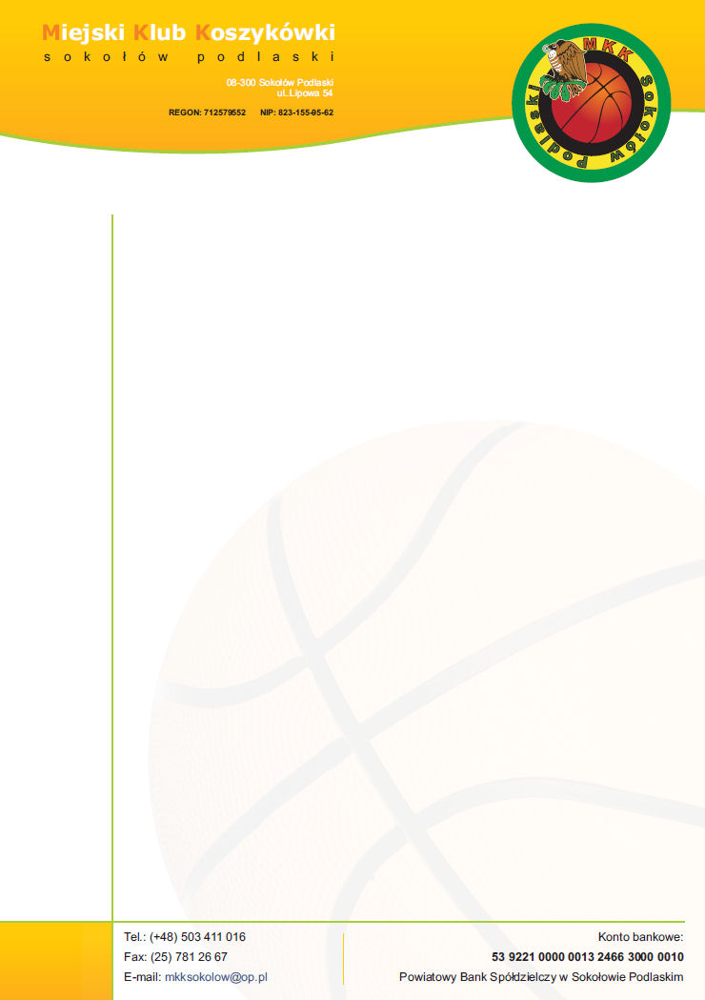 Miejski Klub Koszykówki
sokołów podlaski
08-300 Sokołów Podlaski
ul.Lipowa 54
REGON: 712579552 NIP: 823-155-95-62
MKK Sokołów Podlaski
Tel.: (+48) 503 411 016
Fax: (25) 781 26 67
E-mail: mkksokolow@op.pl
Konto bankowe:
53 9221 0000 0013 2466 3000 0010
Powiatowy Bank Spółdzielczy w Sokołowie Podlaskim